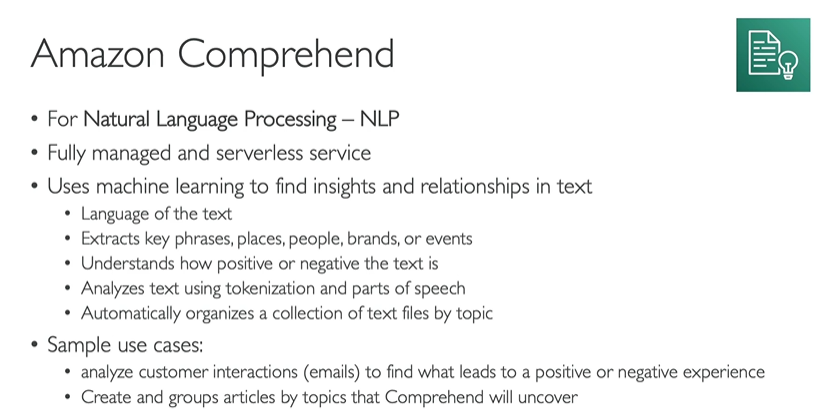 Amazon Comprehend
• For Natural Language Processing – NLP
• Fully managed and serverless service
• Uses machine learning to find insights and relationships in text
• Language of the text
• Extracts key phrases, places, people, brands, or events
• Understands how positive or negative the text is
• Analyzes text using tokenization and parts of speech
• Automatically organizes a collection of text files by topic
• Sample use cases:
• analyze customer interactions (emails) to find what leads to a positive or negative experience
• Create and groups articles by topics that Comprehend will uncover